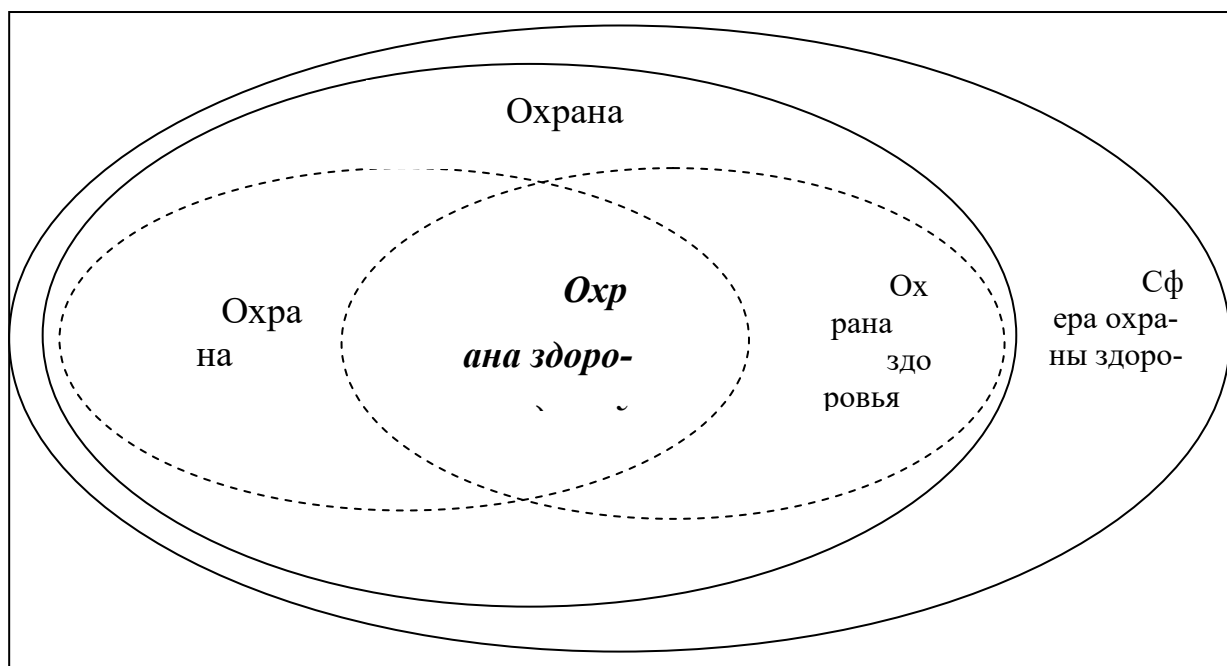 Охрана
Охра
на
Охр
ана здоро-
Ох
рана
здо
ровья
Сф
ера охра-
ны здоро-